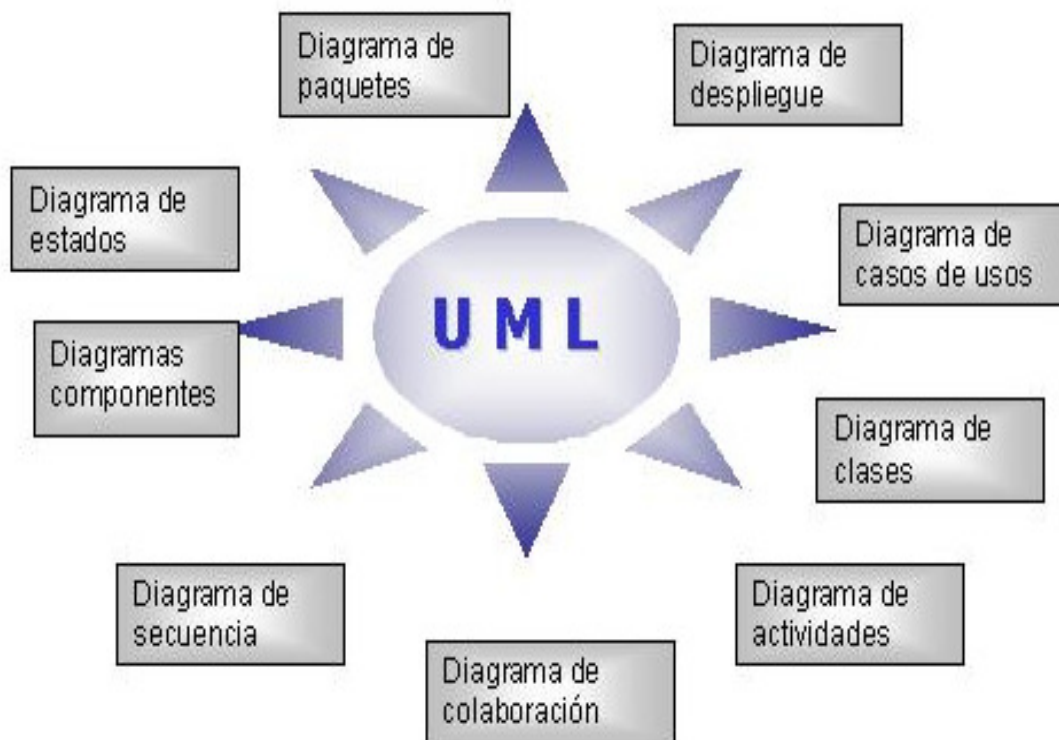 Diagrama de
paquetes
Diagrama de
despliegue
Diagrama de
estados
Diagrama de
casos de usos
UML
Diagramas
componentes
Diagrama de
clases
Diagrama de
secuencia
Diagrama de
actividades
Diagrama de
colaboración